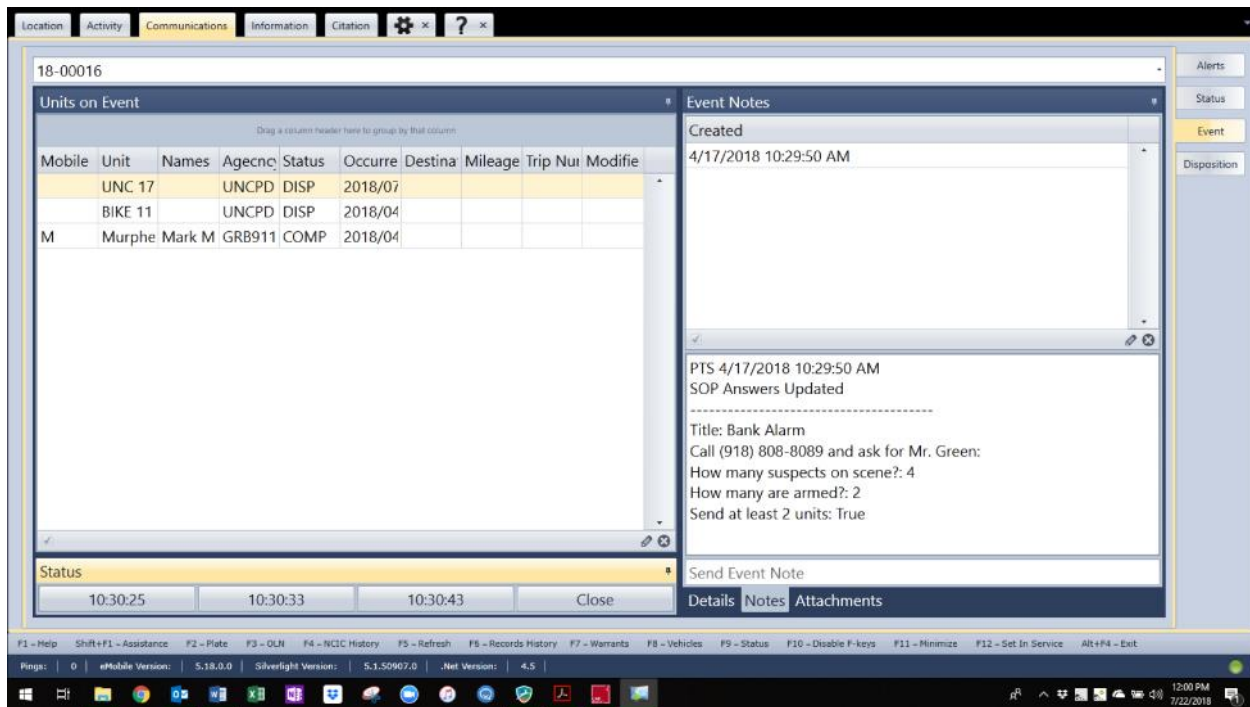 Location Activity Communications Information Citation × ? ×
18-00016
Alerts
Status
Event
Disposition
Units on Event
Drag a column header here to group by that column
Mobile Unit Names Agecnc Status Occurre Destina Mileage Trip Nur Modifie
UNC 17 UNCPD DISP 2018/07
BIKE 11 UNCPD DISP 2018/04
M Murphe Mark M GRB911 COMP 2018/04
Status
10:30:25 10:30:33 10:30:43 Close
Event Notes
Created
4/17/2018 10:29:50 AM
PTS 4/17/2018 10:29:50 AM
SOP Answers Updated
---------------------------------------
Title: Bank Alarm
Call (918) 808-8089 and ask for Mr. Green:
How many suspects on scene?: 4
How many are armed?: 2
Send at least 2 units: True
Send Event Note
Details Notes Attachments
F1 - Help Shift+F1 - Assistance F2 - Plate F3 - OLN F4 - NCIC History F5 - Refresh F6 - Records History F7 - Warrants F8 - Vehicles F9 - Status F10 - Disable F-keys F11 - Minimize F12 - Set In Service Alt+F4 - Exit
Pings: | 0 | eMobile Version: | 5.18.0.0 | Silverlight Version: | 5.1.50907.0 | .Net Version: | 4.5 |
12:00 PM
7/22/2018